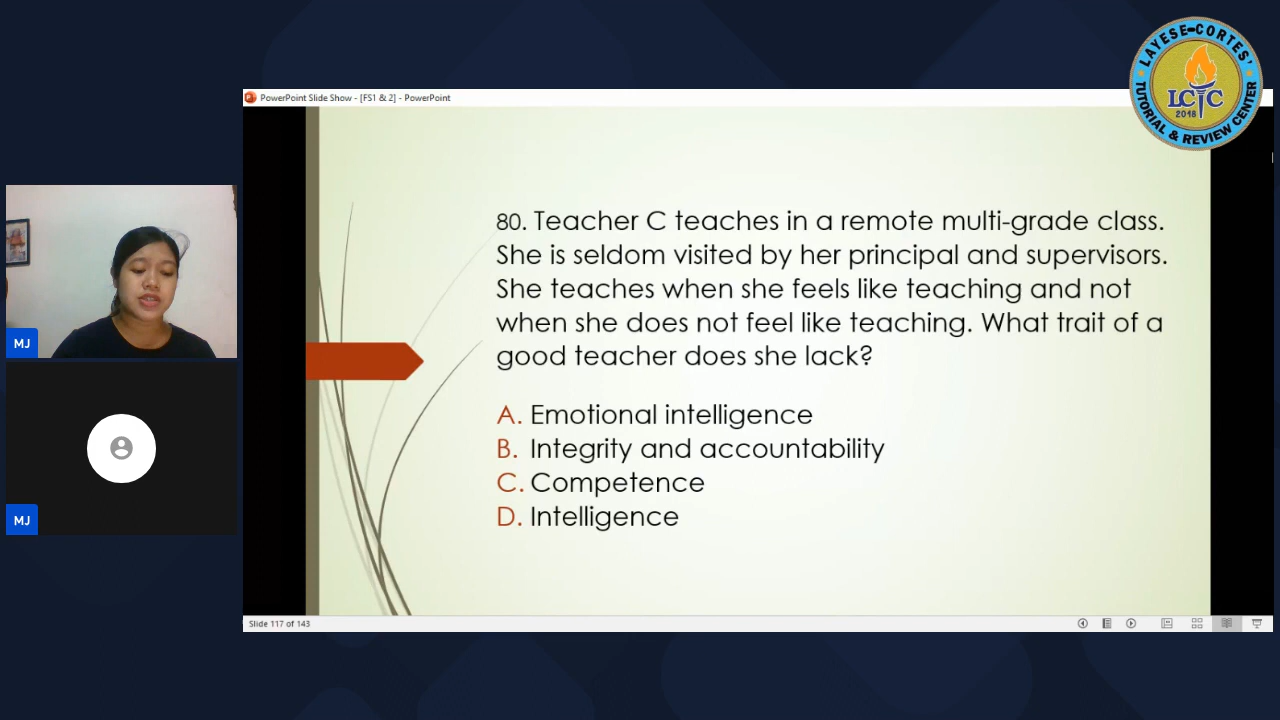 LAYESE-CORTES'
LCTC
2018
TUTORIAL & REVIEW CENTER
PowerPoint Slide Show - [FS1 & 2] - PowerPoint
80. Teacher C teaches in a remote multi-grade class.
She is seldom visited by her principal and supervisors.
She teaches when she feels like teaching and not
when she does not feel like teaching. What trait of a
good teacher does she lack?
A. Emotional intelligence
B. Integrity and accountability
C. Competence
D. Intelligence
MJ
MJ
Slide 117 of 143